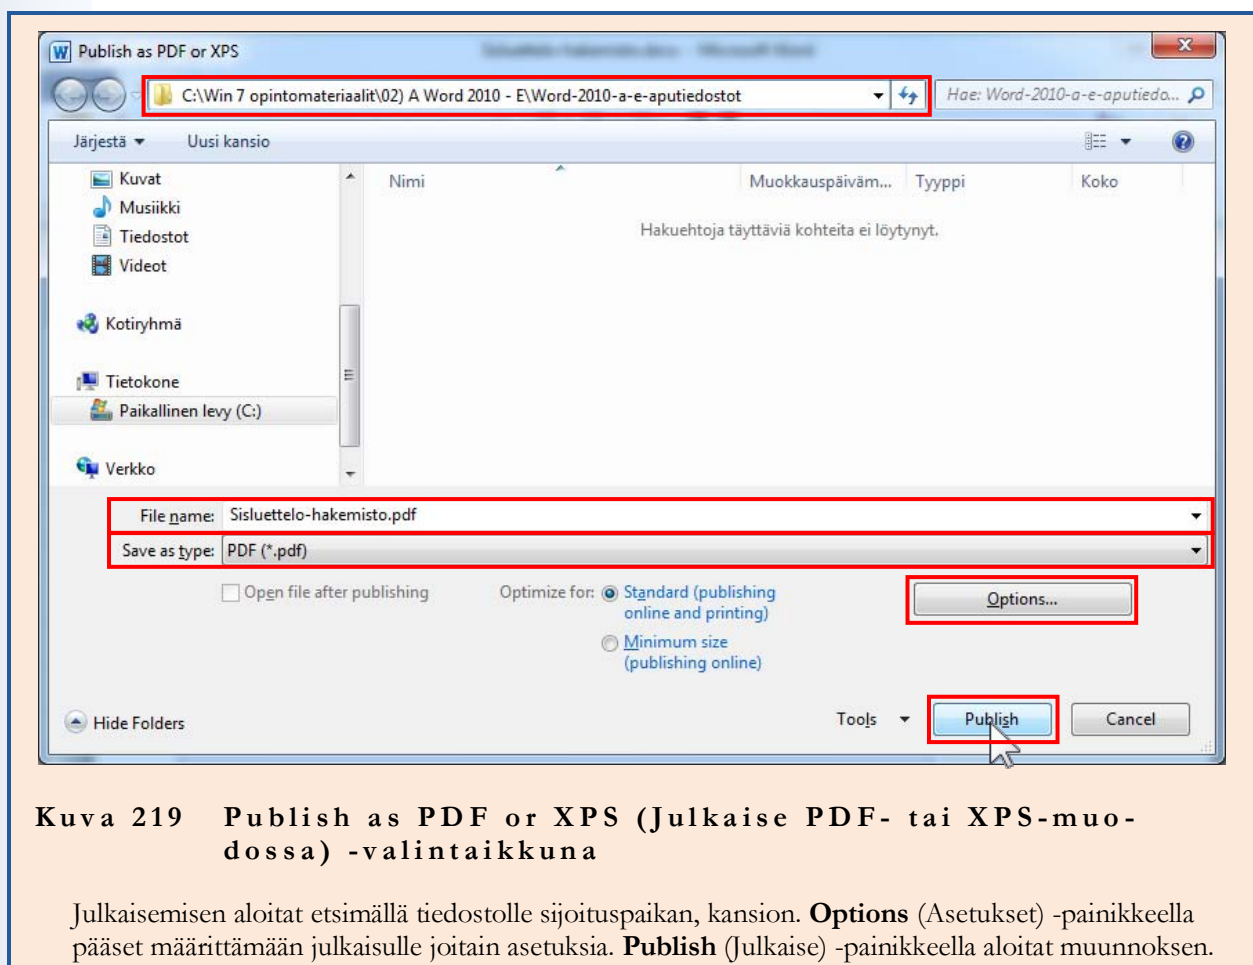 Publish as PDF or XPS
C:\Win 7 opintomateriaalit\02) A Word 2010 - E\Word-2010-a-e-aputiedostot
Hae: Word-2010-a-e-aputiedo...
Järjestä
Uusi kansio
Kuvat
Musiikki
Tiedostot
Videot
Kotiryhmä
Tietokone
Paikallinen levy (C:)
Verkko
Nimi
Muokkauspäiväm...
Tyyppi
Koko
Hakuehtoja täyttäviä kohteita ei löytynyt.
File name: Sisluettelo-hakemisto.pdf
Save as type: PDF (*.pdf)
Open file after publishing
Optimize for:
Standard (publishing
online and printing)
Minimum size
(publishing online)
Options...
Hide Folders
Tools
Publish
Cancel
Kuva 219 Publish as PDF or XPS (Julkaise PDF- tai XPS-muo-
dossa) -valintaikkuna
Julkaisemisen aloitat etsimällä tiedostolle sijoituspaikan, kansion. Options (Asetukset) -painikkeella
pääset määrittämään julkaisulle joitain asetuksia. Publish (Julkaise) -painikkeella aloitat muunnoksen.